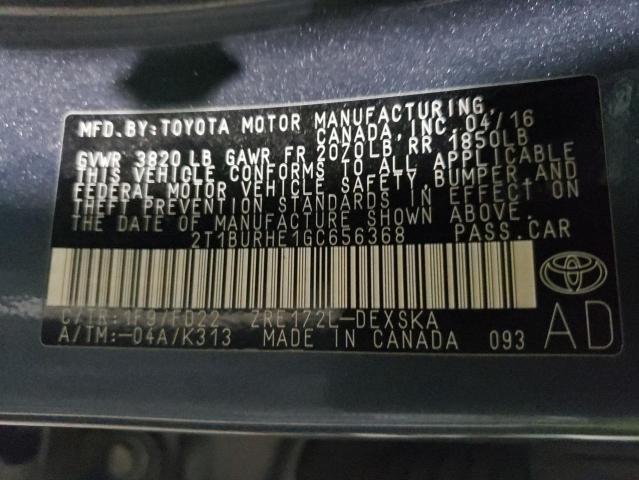 MFD. BY: TOYOTA MOTOR MANUFACTURING,
CANADA, INC. 04/16
GVWR 3820 LB GAWR FR 2020LB, RR 1850LB
THIS VEHICLE CONFORMS TO ALL APPLICABLE
FEDERAL MOTOR VEHICLE SAFETY, BUMPER, AND
THEFT PREVENTION STANDARDS IN EFFECT ON
THE DATE OF MANUFACTURE SHOWN ABOVE.
2T1BURHE1GC656368 PASS.CAR
C/TR: 1F9/FD22 ZRE172L-DEXSKA
A/TM:-04A/K313 MADE IN CANADA 093
AD